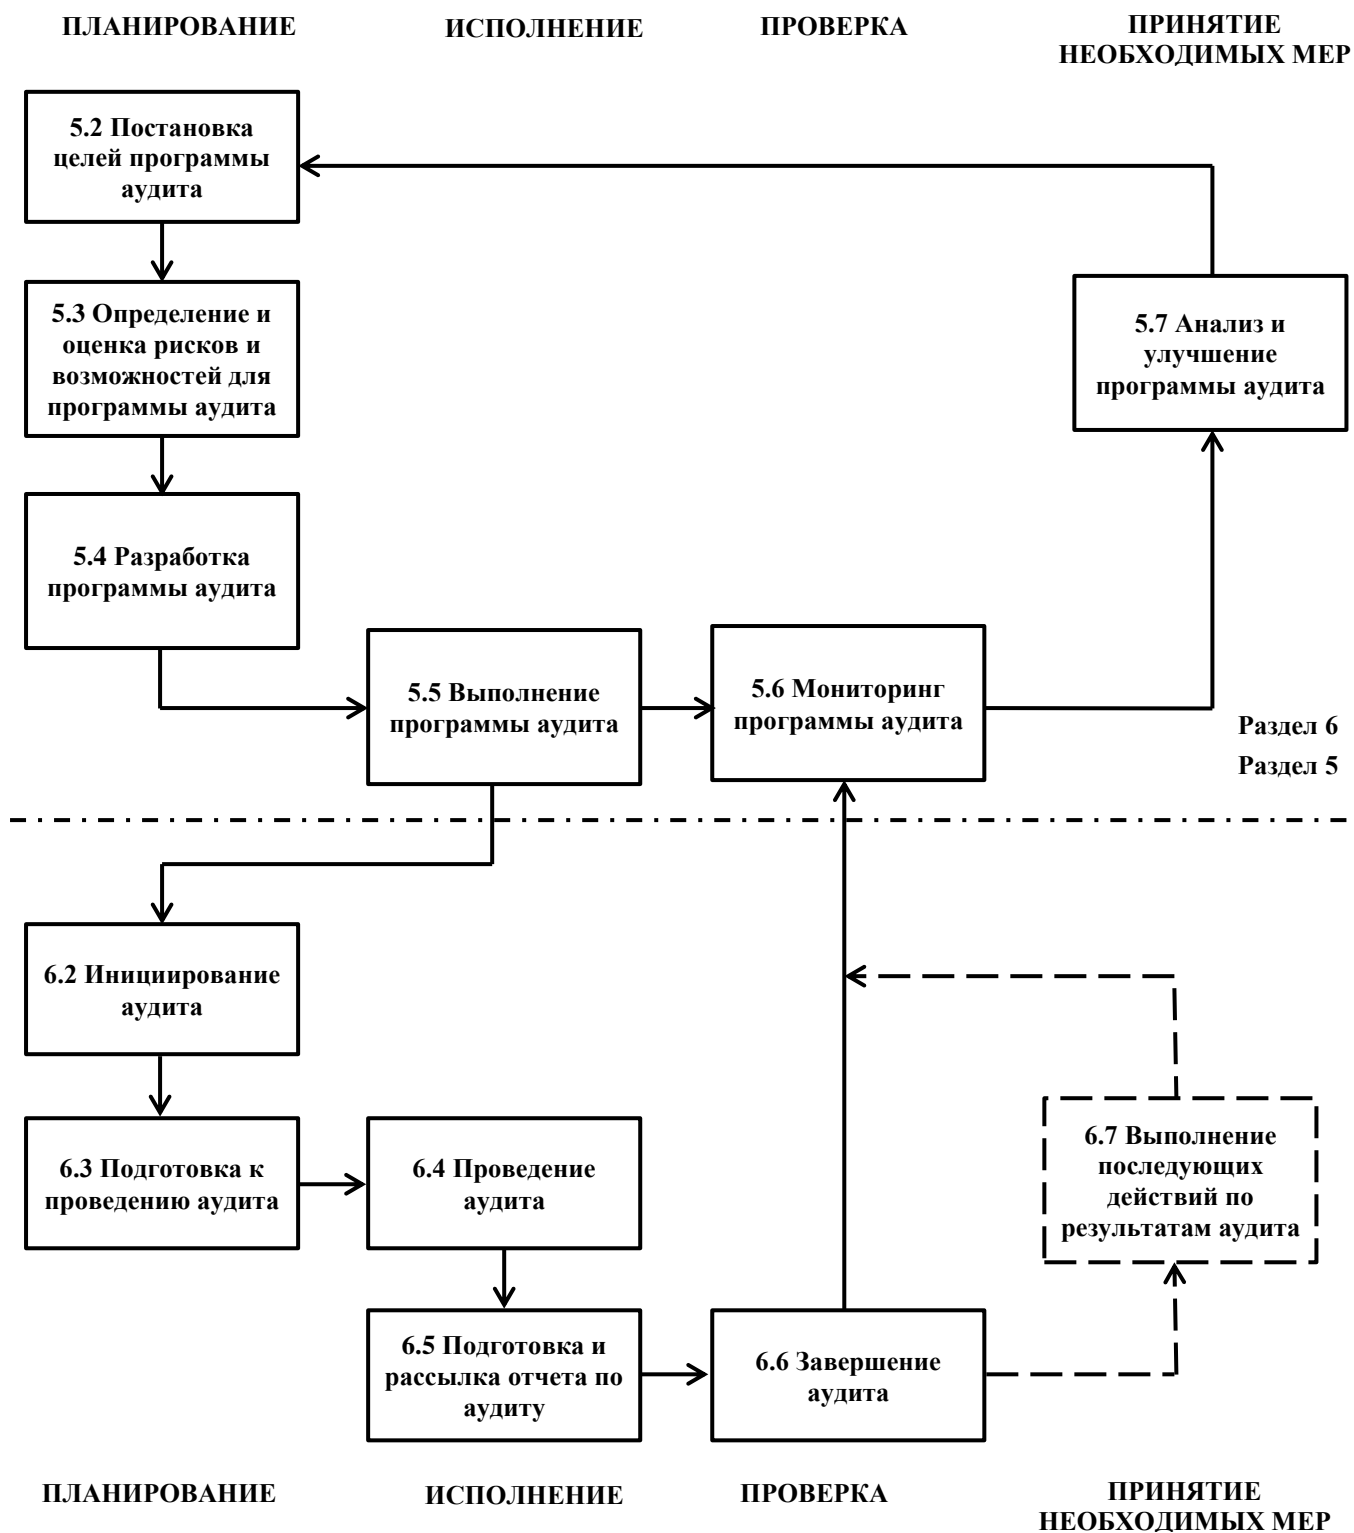 ПЛАНИРОВАНИЕ
ИСПОЛНЕНИЕ
ПРОВЕРКА
ПРИНЯТИЕ
НЕОБХОДИМЫХ МЕР
5.2 Постановка
целей программы
аудита
5.3 Определение и
оценка рисков и
возможностей для
программы аудита
5.7 Анализ и
улучшение
программы аудита
5.4 Разработка
программы аудита
5.5 Выполнение
программы аудита
5.6 Мониторинг
программы аудита
Раздел 6
Раздел 5
6.2 Инициирование
аудита
6.3 Подготовка к
проведению аудита
6.4 Проведение
аудита
6.7 Выполнение
последующих
действий по
результатам аудита
6.5 Подготовка и
рассылка отчета по
аудиту
6.6 Завершение
аудита
ПЛАНИРОВАНИЕ
ИСПОЛНЕНИЕ
ПРОВЕРКА
ПРИНЯТИЕ
НЕОБХОДИМЫХ МЕР